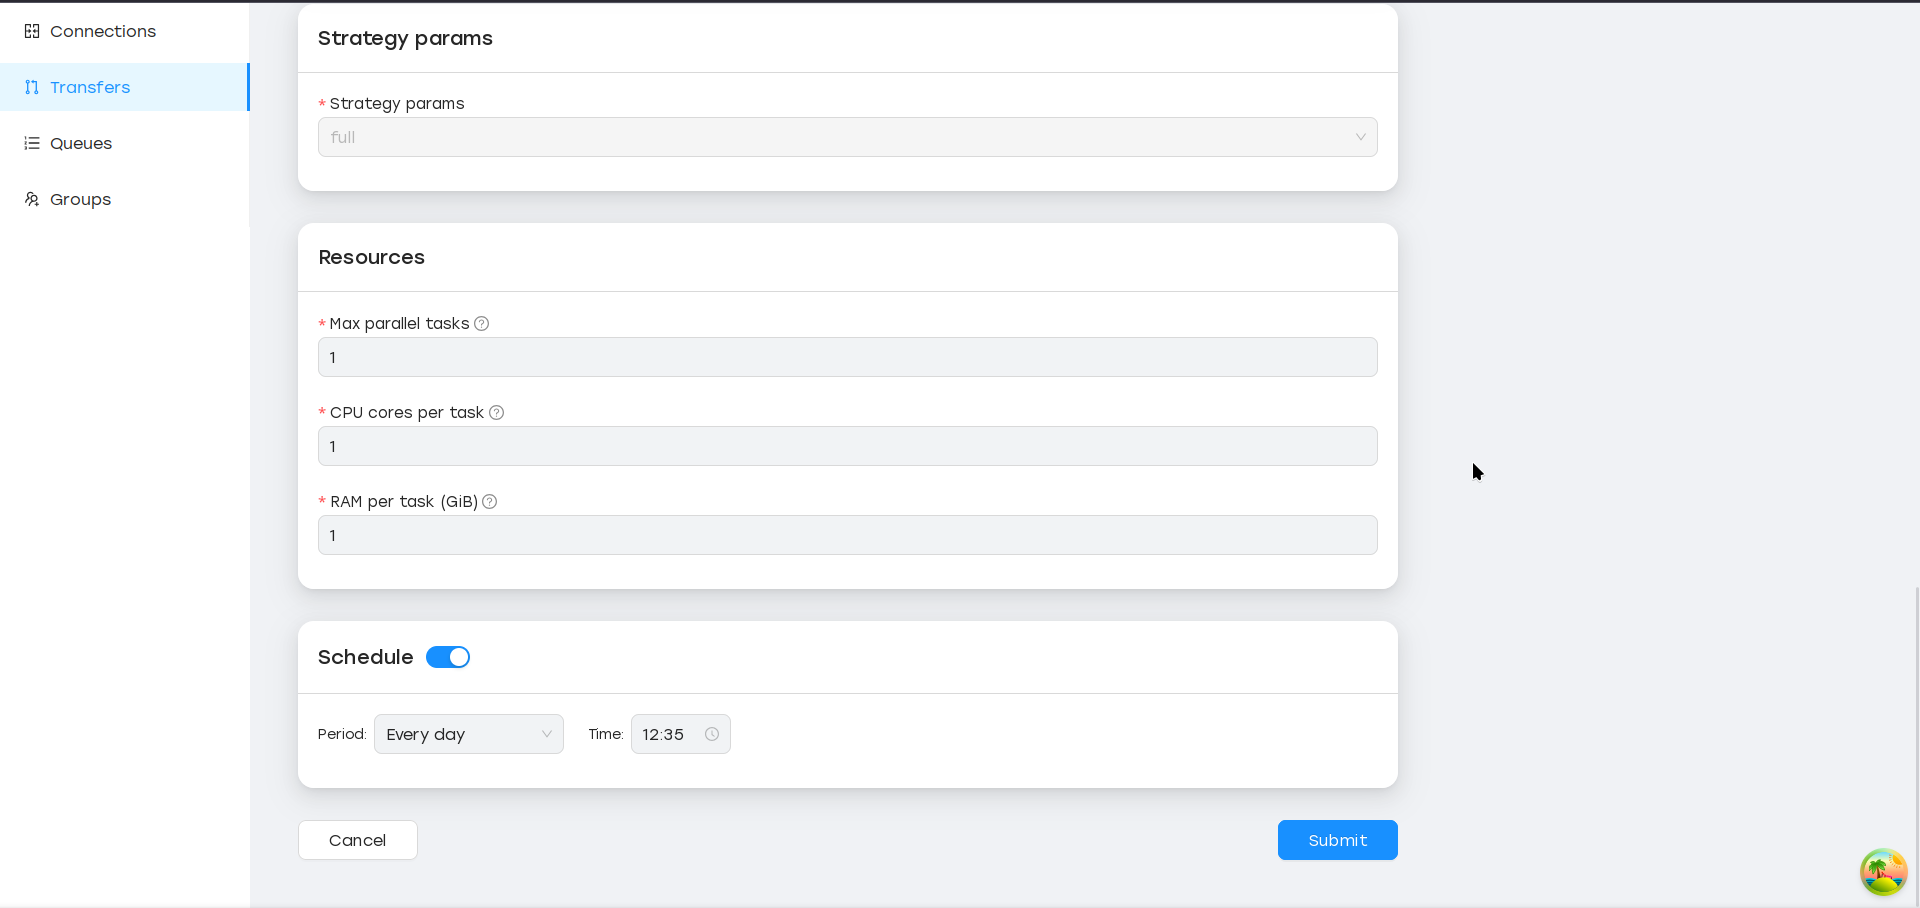 Connections
Transfers
Queues
Groups
Strategy params
* Strategy params
full
Resources
* Max parallel tasks
1
* CPU cores per task
1
* RAM per task (GiB)
1
Schedule
Period: Every day Time: 12:35
Cancel Submit